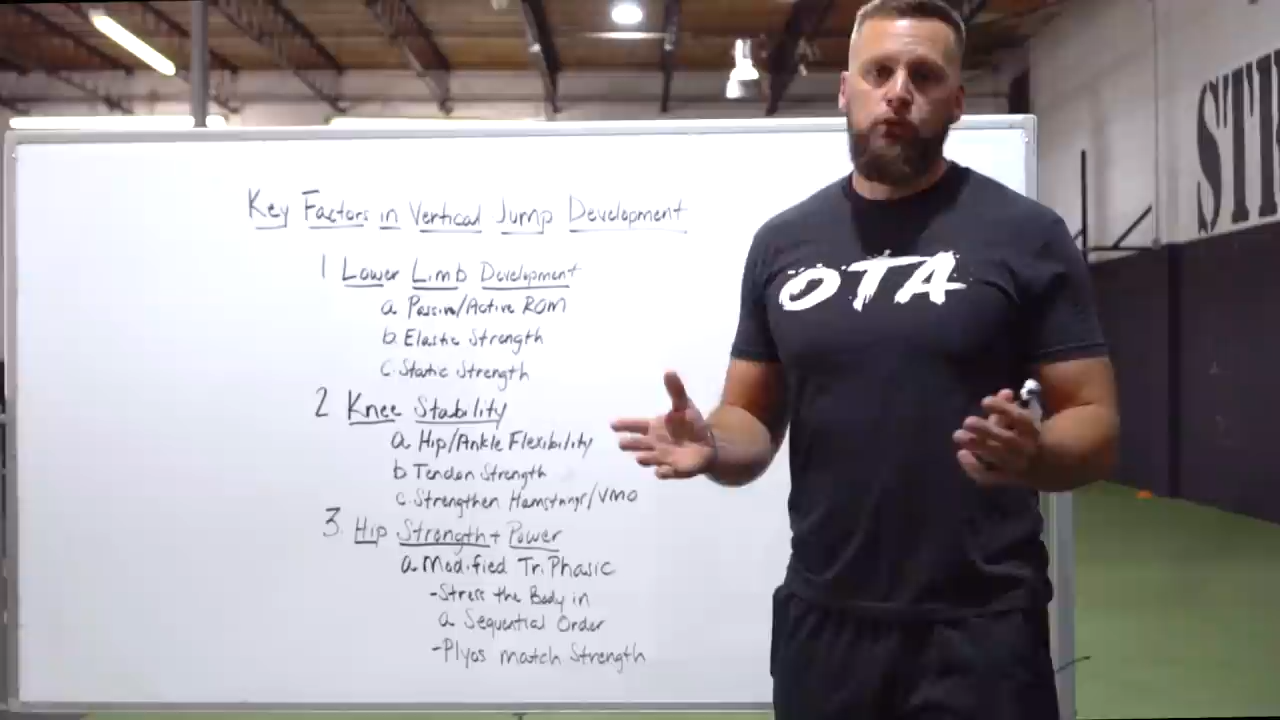 Key Factors in Vertical Jump Development
1 Lower Limb Development
a. Passive/Active ROM
b. Elastic Strength
c. Static Strength
2 Knee Stability
a. Hip/Ankle Flexibility
b Tendon Strength
c. Strengthen Hamstrings/VMO
3. Hip Strength + Power
a. Modified Tri Phasic
- Stress the Body in
a Sequential Order
- Plyos match Strength
OTA